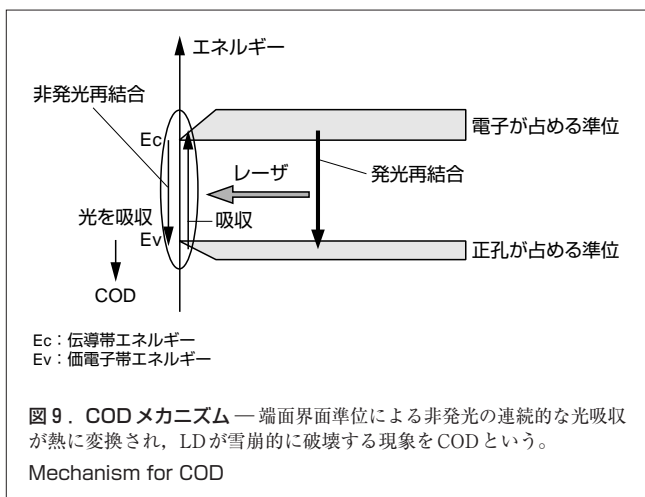 エネルギー
非発光再結合
Ec
電子が占める準位
レーザ
発光再結合
光を吸収
吸収
Ev
正孔が占める準位
COD
Ec：伝導帯エネルギー
Ev：価電子帯エネルギー
図9．CODメカニズム — 端面界面準位による非発光の連続的な光吸収
が熱に変換され，LDが雪崩的に破壊する現象をCODという。
Mechanism for COD